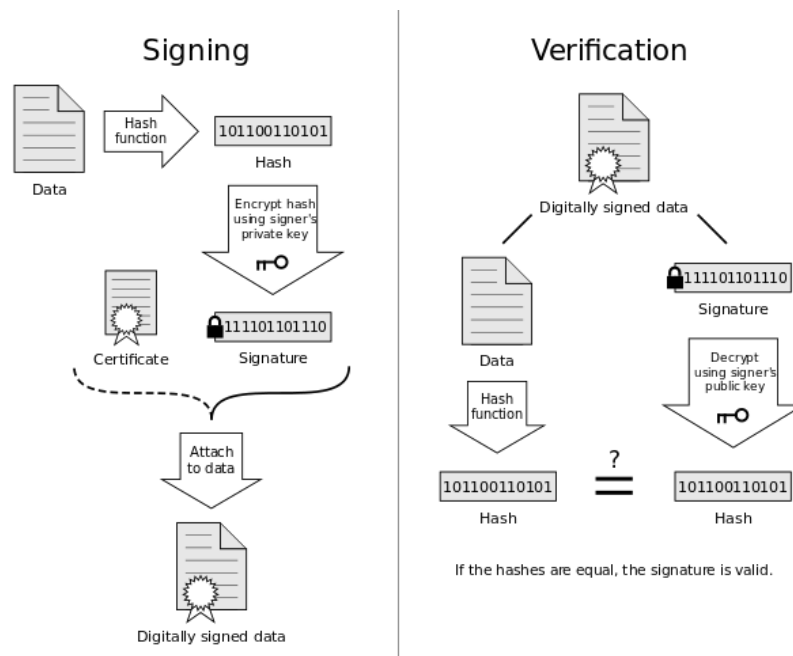 Signing
Hash
function
101100110101
Hash
Data
Encrypt hash
using signer's
private key
Certificate
111101101110
Signature
Attach
to data
Digitally signed data
Verification
Digitally signed data
Data
111101101110
Signature
Hash
function
Decrypt
using signer's
public key
101100110101
Hash
?
=
101100110101
Hash
If the hashes are equal, the signature is valid.